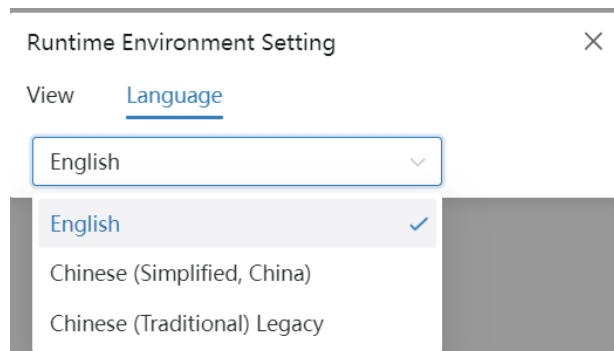 Runtime Environment Setting
View Language
English
English
Chinese (Simplified, China)
Chinese (Traditional) Legacy